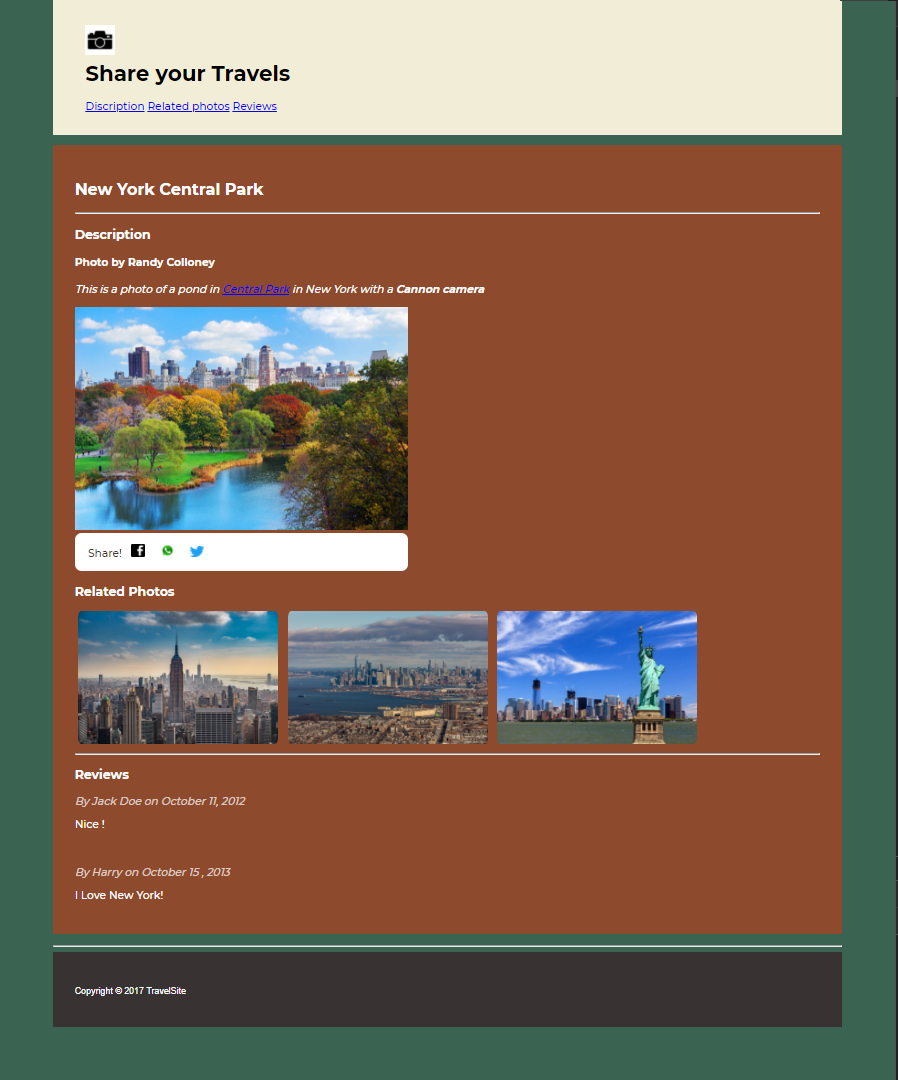 Share your Travels
Discription Related photos Reviews
New York Central Park
Description
Photo by Randy Colloney
This is a photo of a pond in Central Park in New York with a Cannon camera
Share!
Related Photos
Reviews
By Jack Doe on October 11, 2012
Nice !
By Harry on October 15 , 2013
I Love New York!
Copyright © 2017 TravelSite